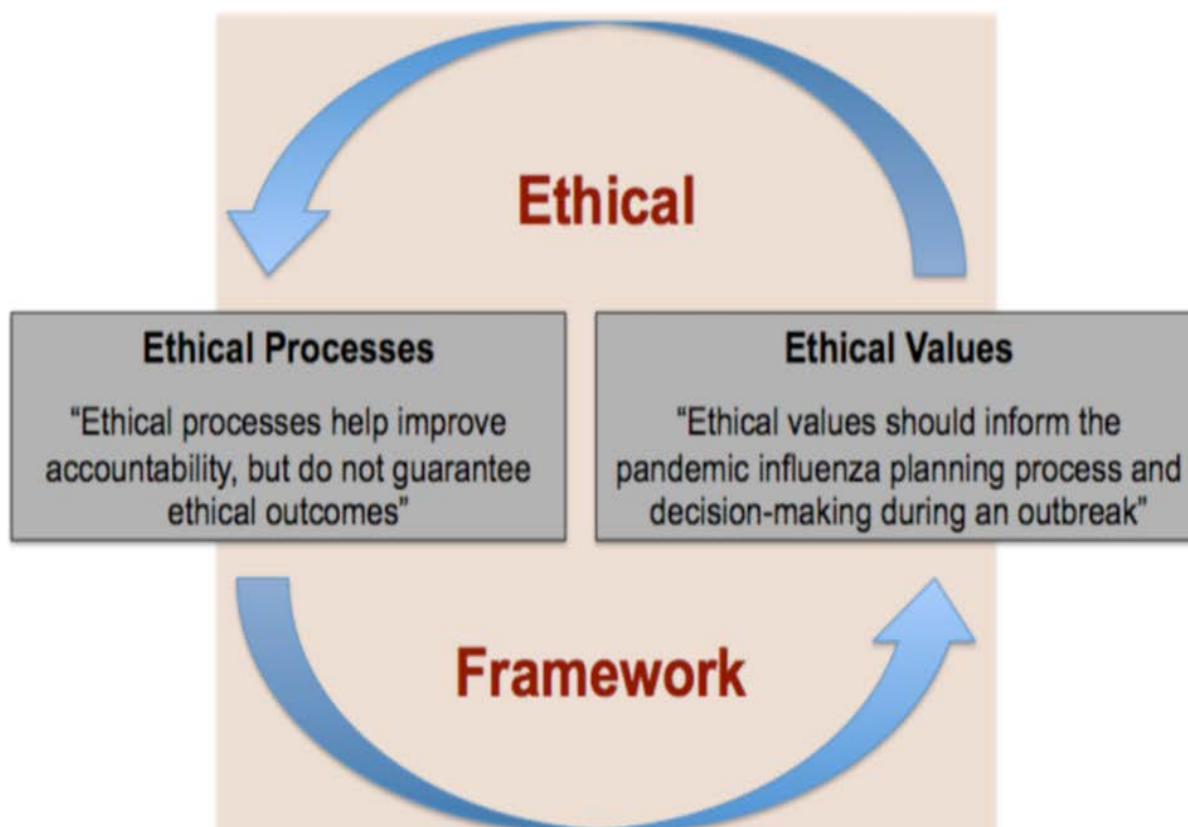 Ethical
Ethical Processes
“Ethical processes help improve
accountability, but do not guarantee
ethical outcomes”
Ethical Values
“Ethical values should inform the
pandemic influenza planning process and
decision-making during an outbreak”
Framework